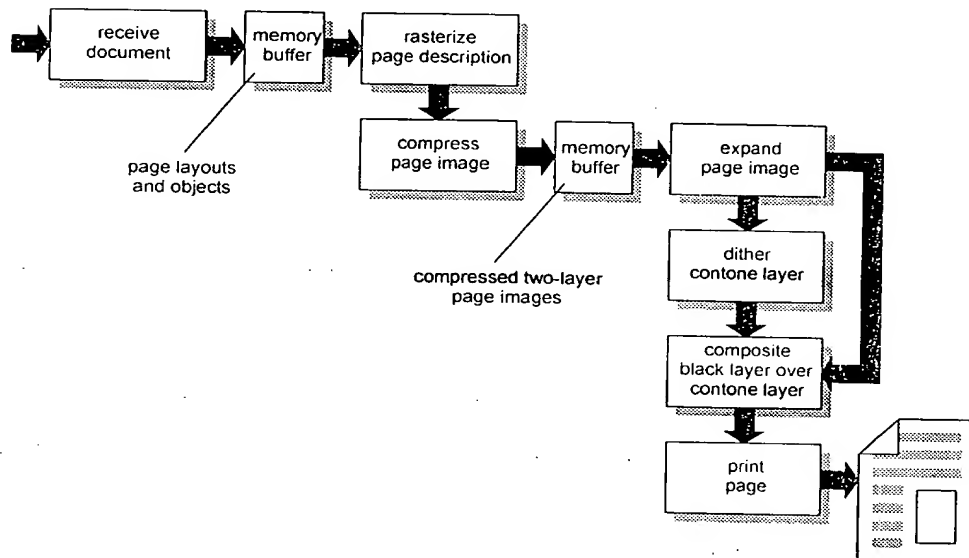 receive
document
memory
buffer
rasterize
page description
page layouts
and objects
compress
page image
memory
buffer
expand
page image
compressed two-layer
page images
dither
contone layer
composite
black layer over
contone layer
print
page